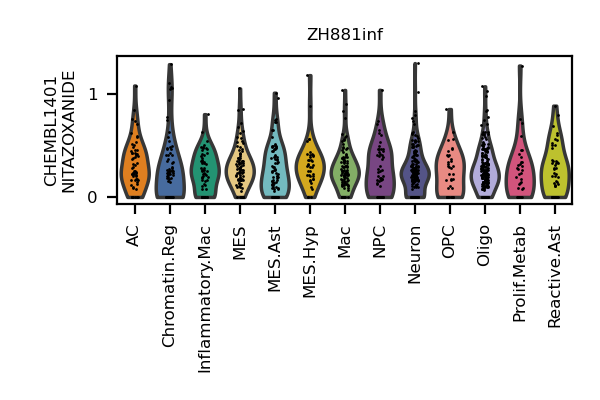 ZH881inf
CHEMBL1401
NITAZOXANIDE
1
0
AC
Chromatin.Reg
Inflammatory.Mac
MES
MES.Ast
MES.Hyp
Mac
NPC
Neuron
OPC
Oligo
Prolif.Metab
Reactive.Ast